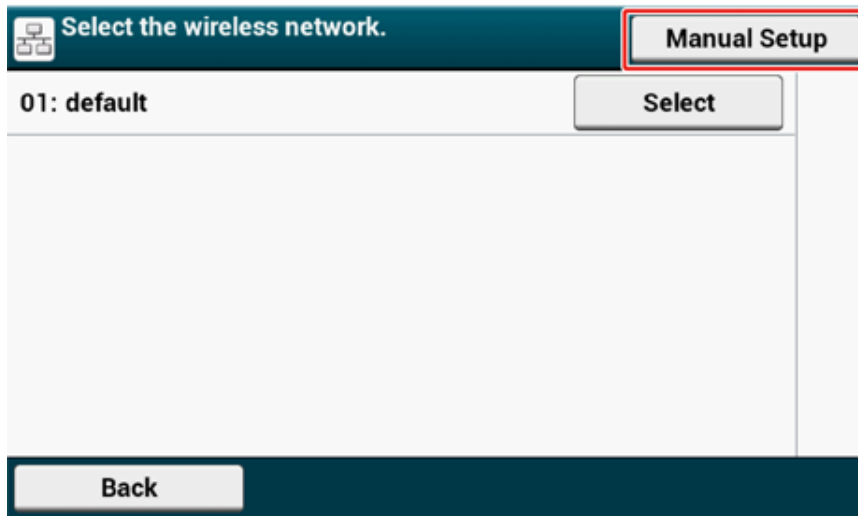 Select the wireless network.
Manual Setup
01: default
Select
Back